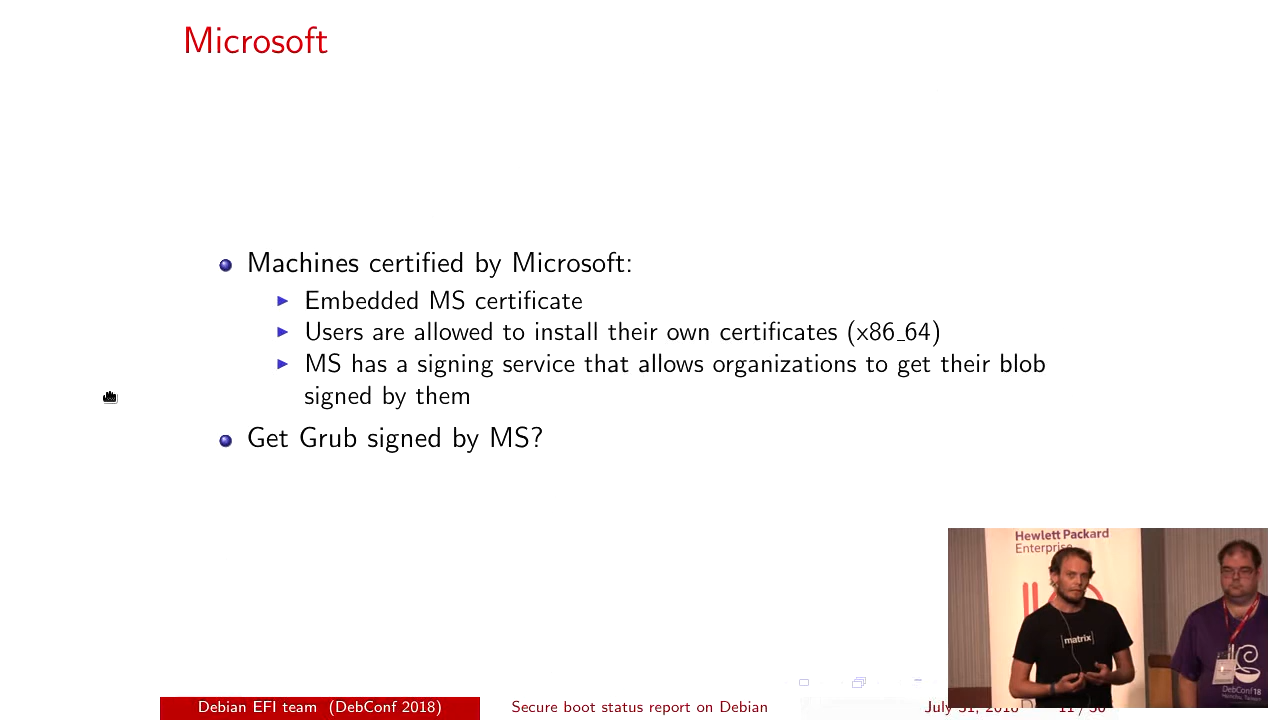 Microsoft
Machines certified by Microsoft:
Embedded MS certificate
Users are allowed to install their own certificates (x86_64)
MS has a signing service that allows organizations to get their blob
signed by them
Get Grub signed by MS?
Hewlett Packard
Enterprise
|matrix|
DebConf18
Debian EFI team (DebConf 2018)
Secure boot status report on Debian
July 31, 2018
11 / 30